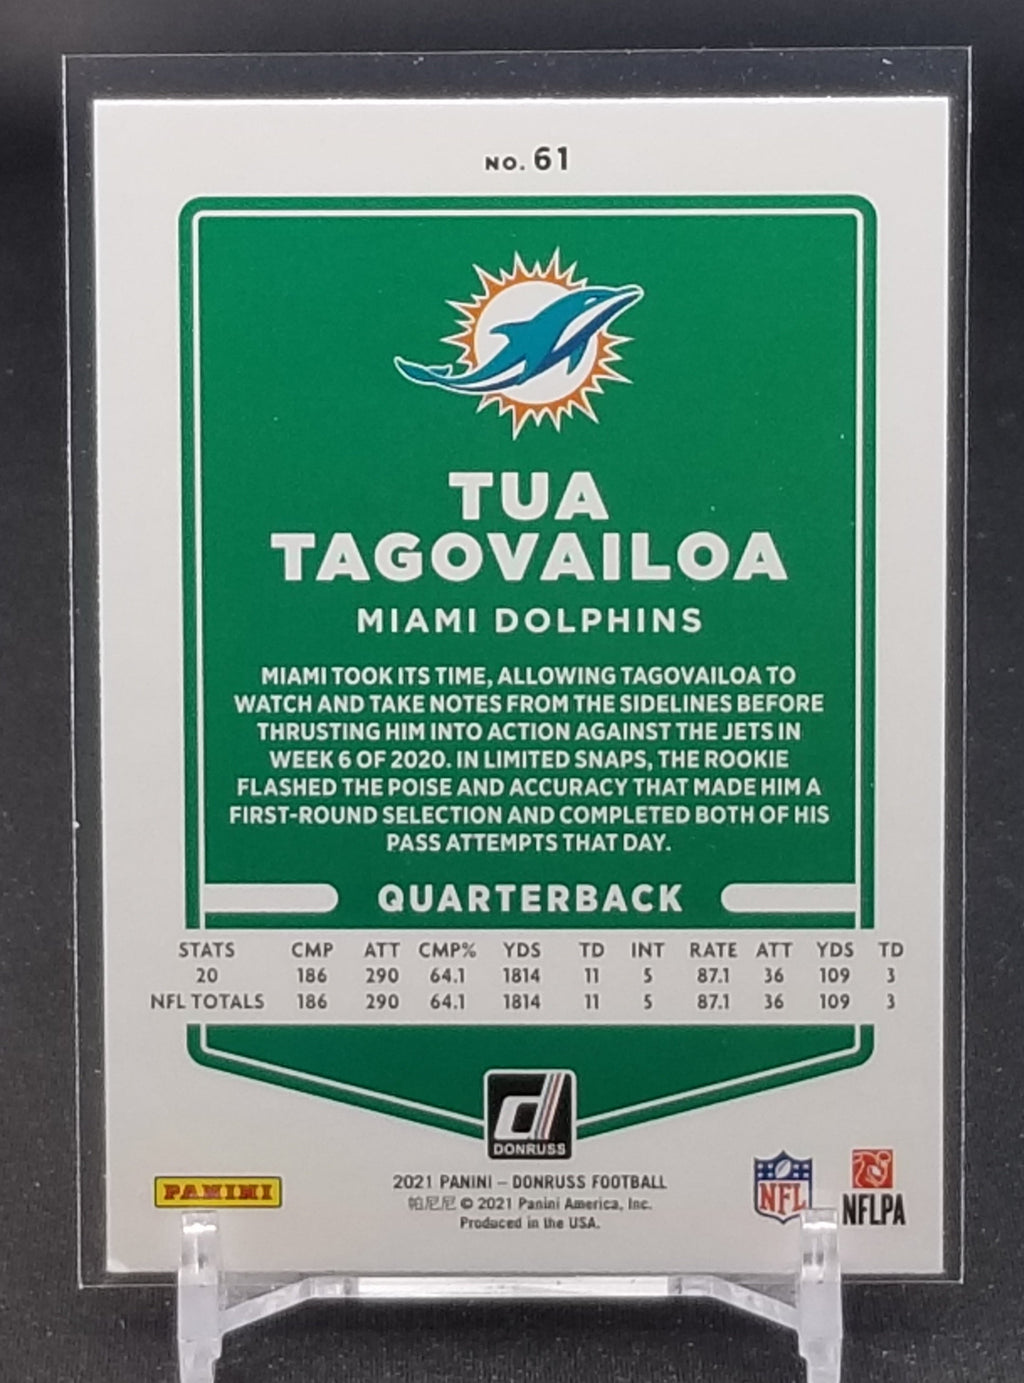 NO. 61
TUA
TAGOVAILOA
MIAMI DOLPHINS
MIAMI TOOK ITS TIME, ALLOWING TAGOVAILOA TO
WATCH AND TAKE NOTES FROM THE SIDELINES BEFORE
THRUSTING HIM INTO ACTION AGAINST THE JETS IN
WEEK 6 OF 2020. IN LIMITED SNAPS, THE ROOKIE
FLASHED THE POISE AND ACCURACY THAT MADE HIM A
FIRST-ROUND SELECTION AND COMPLETED BOTH OF HIS
PASS ATTEMPTS THAT DAY.
QUARTERBACK
STATS CMP ATT CMP% YDS TD INT RATE ATT YDS TD
20 186 290 64.1 1814 11 5 87.1 36 109 3
NFL TOTALS 186 290 64.1 1814 11 5 87.1 36 109 3
d
DONRUSS
PANINI
2021 PANINI – DONRUSS FOOTBALL
帕尼尼 © 2021 Panini America, Inc.
Produced in the USA.
NFL
NFLPA